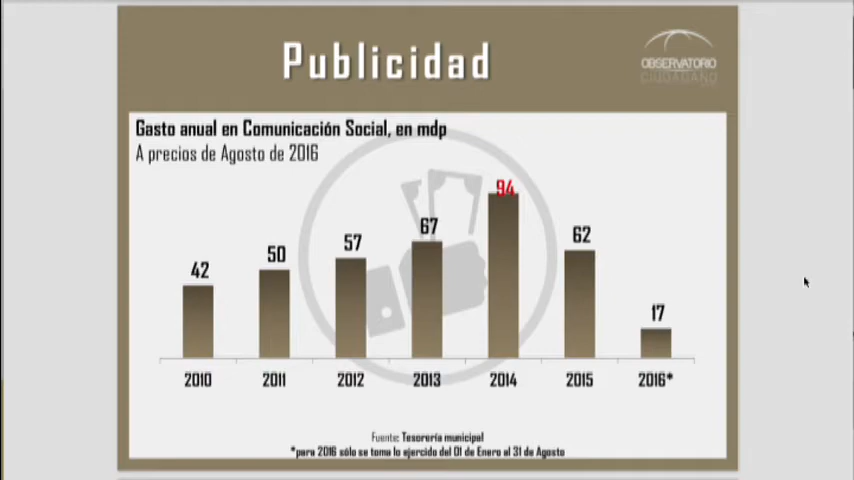 Publicidad
OBSERVATORIO
CIUDADANO
Gasto anual en Comunicación Social, en mdp
A precios de Agosto de 2016
42
50
57
67
94
62
17
2010
2011
2012
2013
2014
2015
2016*
Fuente: Tesorería municipal
*para 2016 sólo se toma lo ejercido del 01 de Enero al 31 de Agosto